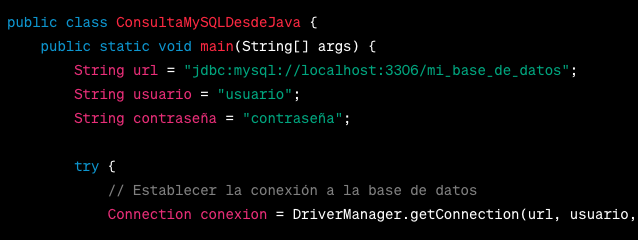 public class ConsultaMySQLDesdeJava {
    public static void main(String[] args) {
        String url = "jdbc:mysql://localhost:3306/mi_base_de_datos";
        String usuario = "usuario";
        String contraseña = "contraseña";

        try {
            // Establecer la conexión a la base de datos
            Connection conexion = DriverManager.getConnection(url, usuario,